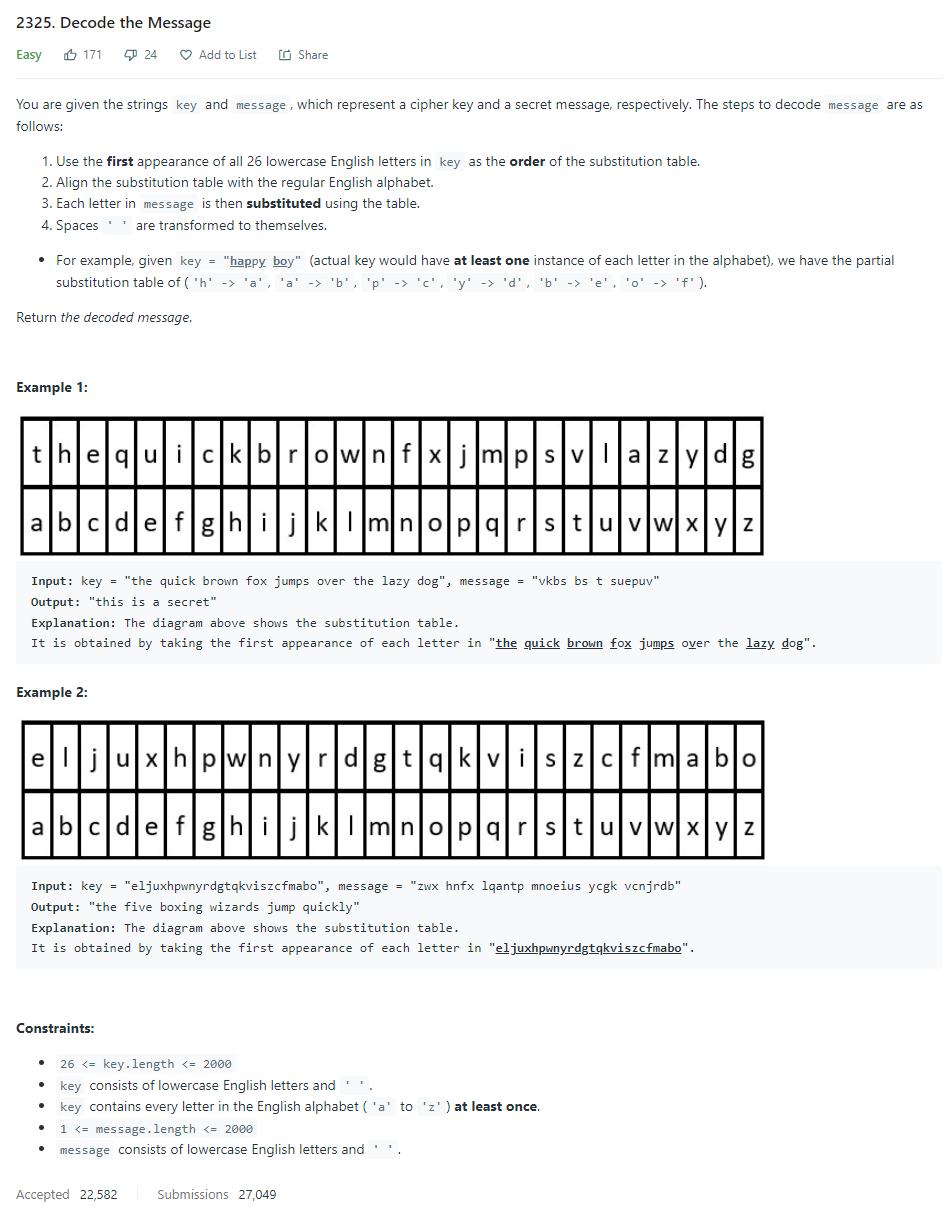 2325. Decode the Message
Easy 171 24 Add to List Share
You are given the strings key and message , which represent a cipher key and a secret message, respectively. The steps to decode message are as
follows:
1. Use the first appearance of all 26 lowercase English letters in key as the order of the substitution table.
2. Align the substitution table with the regular English alphabet.
3. Each letter in message is then substituted using the table.
4. Spaces ' ' are transformed to themselves.
• For example, given key = "happy boy" (actual key would have at least one instance of each letter in the alphabet), we have the partial
substitution table of ( 'h' -> 'a' , 'a' -> 'b' , 'p' -> 'c' , 'y' -> 'd' , 'b' -> 'e' , 'o' -> 'f' ).
Return the decoded message.
Example 1:
t h e q u i c k b r o w n f x j m p s v l a z y d g
a b c d e f g h i j k l m n o p q r s t u v w x y z
Input: key = "the quick brown fox jumps over the lazy dog", message = "vkbs bs t suepuv"
Output: "this is a secret"
Explanation: The diagram above shows the substitution table.
It is obtained by taking the first appearance of each letter in "the quick brown fox jumps over the lazy dog".
Example 2:
e l j u x h p w n y r d g t q k v i s z c f m a b o
a b c d e f g h i j k l m n o p q r s t u v w x y z
Input: key = "eljuxhpwnyrdgtqkviszcfmabo", message = "zwx hnfx lqantp mnoeius ycgk vcnjrdb"
Output: "the five boxing wizards jump quickly"
Explanation: The diagram above shows the substitution table.
It is obtained by taking the first appearance of each letter in "eljuxhpwnyrdgtqkviszcfmabo".
Constraints:
• 26 <= key.length <= 2000
• key consists of lowercase English letters and ' ' .
• key contains every letter in the English alphabet ( 'a' to 'z' ) at least once.
• 1 <= message.length <= 2000
• message consists of lowercase English letters and ' ' .
Accepted 22,582 Submissions 27,049